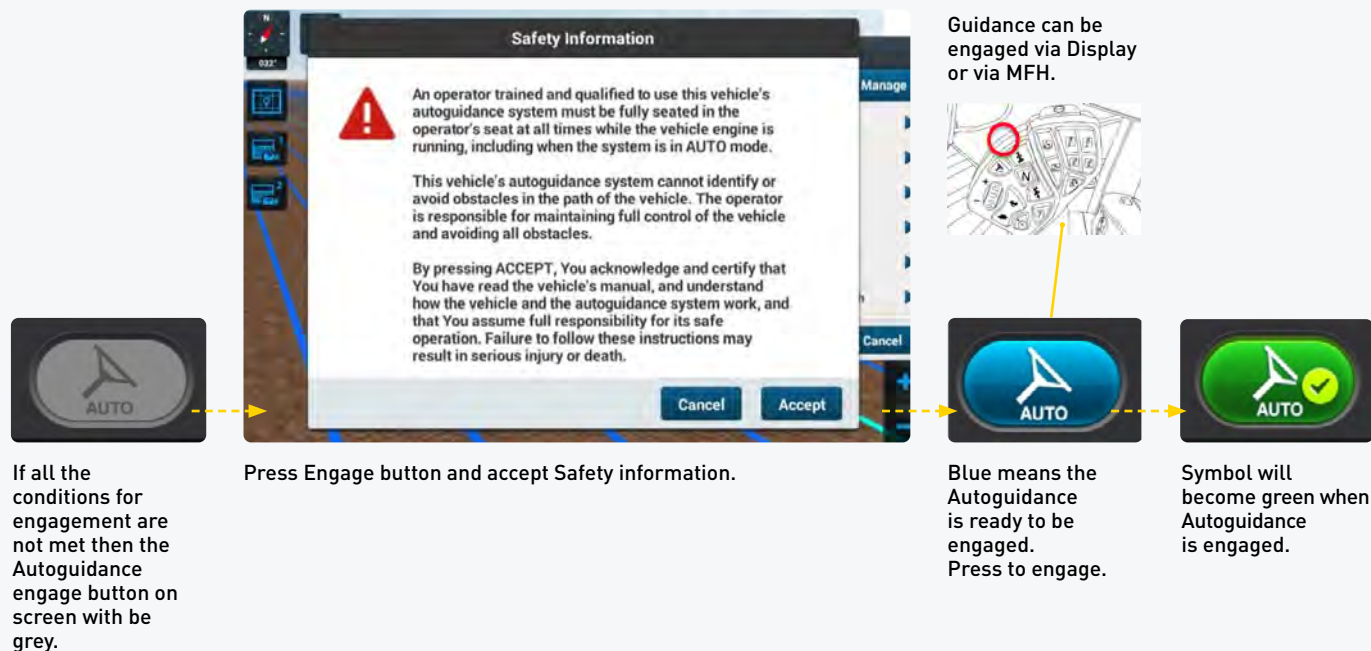 N
032°
Safety Information
An operator trained and qualified to use this vehicle's
autoguidance system must be fully seated in the
operator's seat at all times while the vehicle engine is
running, including when the system is in AUTO mode.
This vehicle's autoguidance system cannot identify or
avoid obstacles in the path of the vehicle. The operator
is responsible for maintaining full control of the vehicle
and avoiding all obstacles.
By pressing ACCEPT, You acknowledge and certify that
You have read the vehicle's manual, and understand
how the vehicle and the autoguidance system work, and
that You assume full responsibility for its safe
operation. Failure to follow these instructions may
result in serious injury or death.
Cancel
Accept
Manage
Cancel
Guidance can be
engaged via Display
or via MFH.
N
AUTO
AUTO
AUTO
If all the
conditions for
engagement are
not met then the
Autoguidance
engage button on
screen with be
grey.
Press Engage button and accept Safety information.
Blue means the
Autoguidance
is ready to be
engaged.
Press to engage.
Symbol will
become green when
Autoguidance
is engaged.